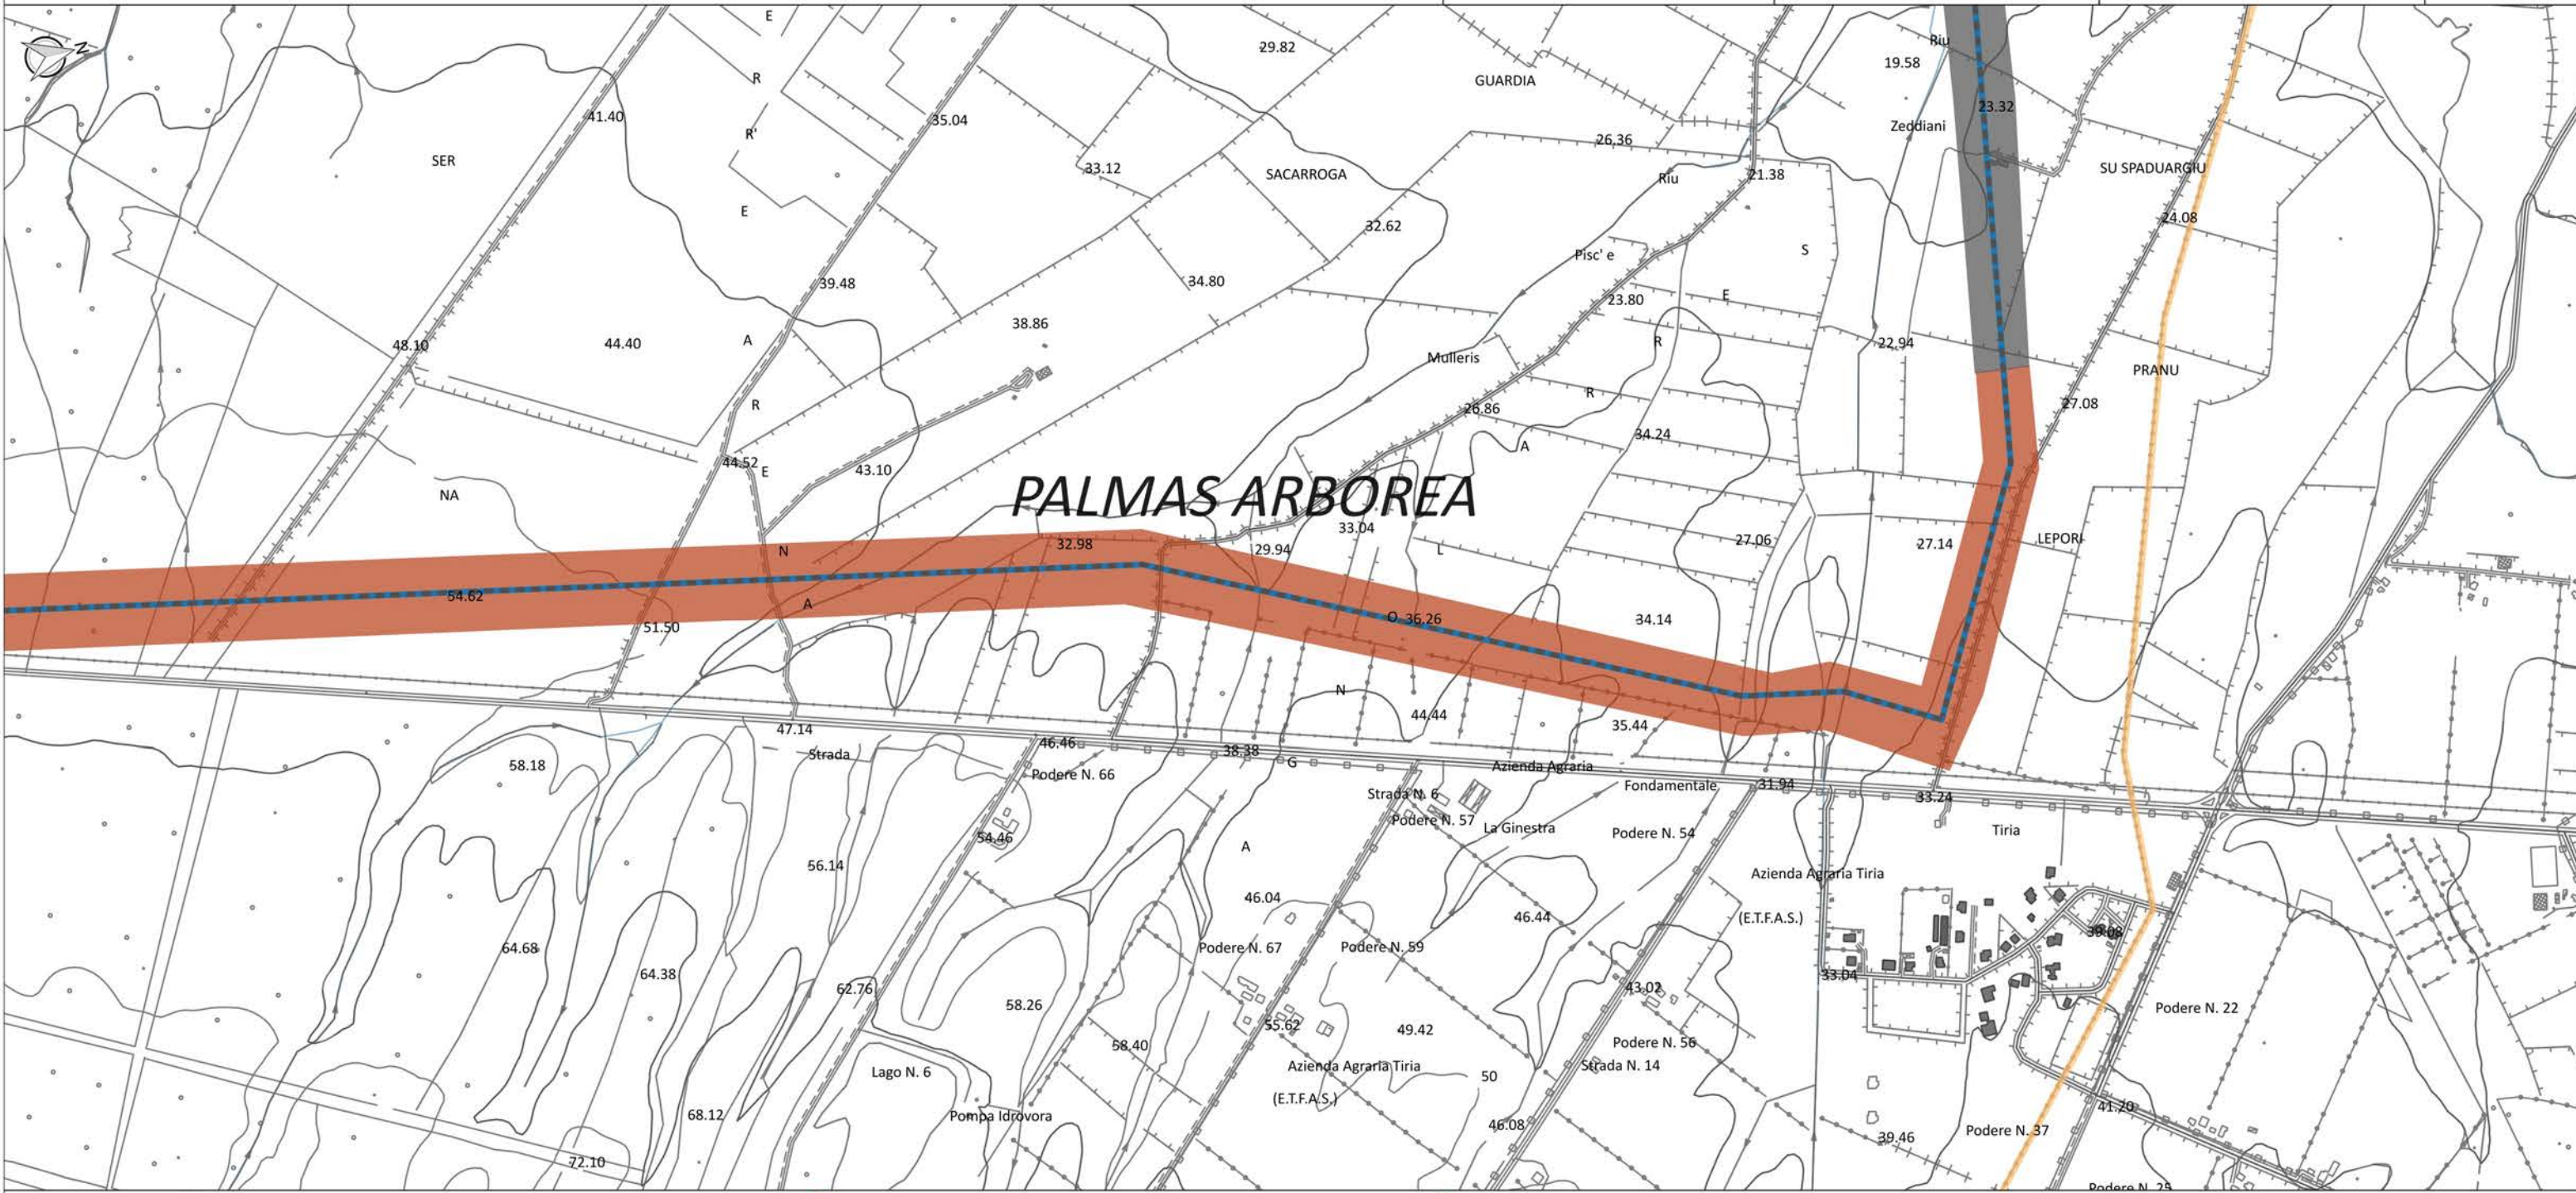 N
E
29.82
Riu
19.58
GUARDIA
R
23.32
41.40
35.04
Zeddiani
R'
26.36
SER
33.12
SACARROGA
Riu
21.38
SU SPADUARGIU
E
24.08
32.62
S
Pisc' e
34.80
39.48
E
23.80
38.86
A
44.40
48.10
R
22.94
Mulleris
PRANU
R
R
27.08
26.86
34.24
A
44.52
E
43.10
NA
PALMAS ARBOREA
33.04
27.06
LEPORI
27.14
32.98
29.94
L
N
54.62
A
O
36.26
34.14
51.50
N
44.44
35.44
47.14
46.46
38.38
Strada
G
Azienda Agraria
Podere N. 66
58.18
Fondamentale
31.94
Strada N. 6
33.24
Podere N. 57
La Ginestra
Podere N. 54
Tiria
54.46
A
56.14
Azienda Agraria Tiria
46.04
46.44
(E.T.F.A.S.)
39.08
64.68
Podere N. 67
Podere N. 59
64.38
33.04
62.76
43.02
58.26
Podere N. 22
55.62
49.42
58.40
Podere N. 56
Azienda Agraria Tiria
Strada N. 14
Lago N. 6
50
(E.T.F.A.S.)
41.20
68.12
Pompa Idrovora
46.08
Podere N. 37
39.46
72.10
Podere N. 25